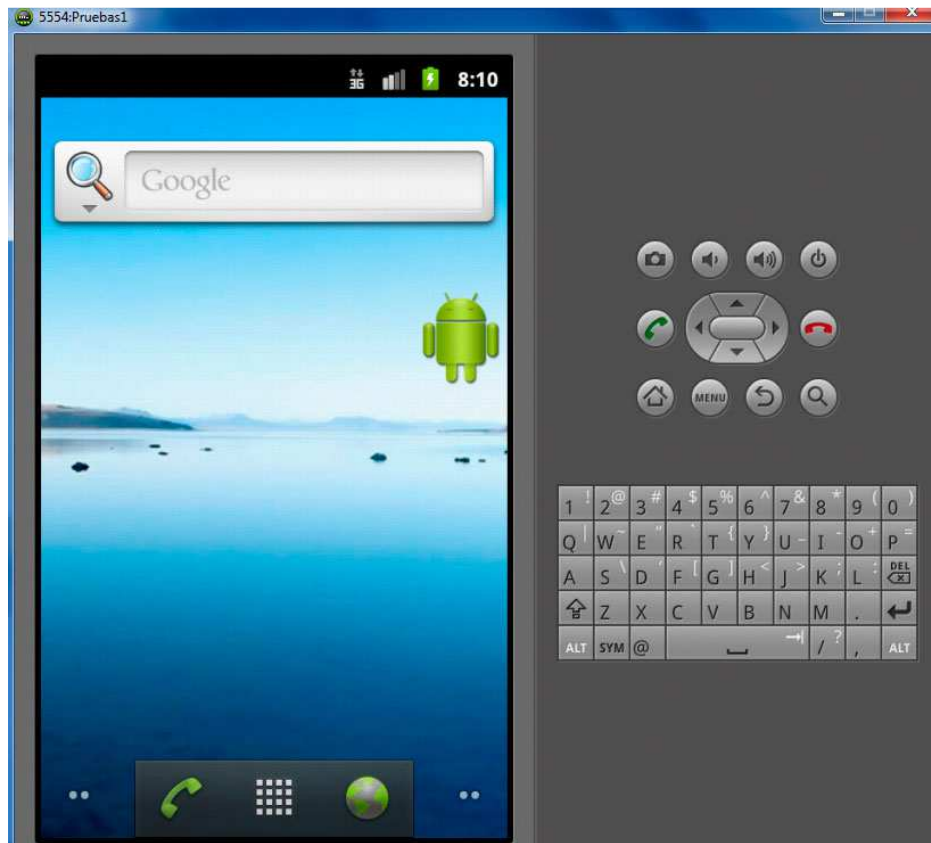 5554:Pruebas1
3G 8:10
Google
MENU
1 ! 2 @ 3 # 4 $ 5 % 6 ^ 7 & 8 * 9 ( 0 )
Q | W ~ E " R ` T { Y } U _ I - O + P =
A S \ D ' F [ G ] H < J > K ; L : DEL
Z X C V B N M .
ALT SYM @ / ? , ALT